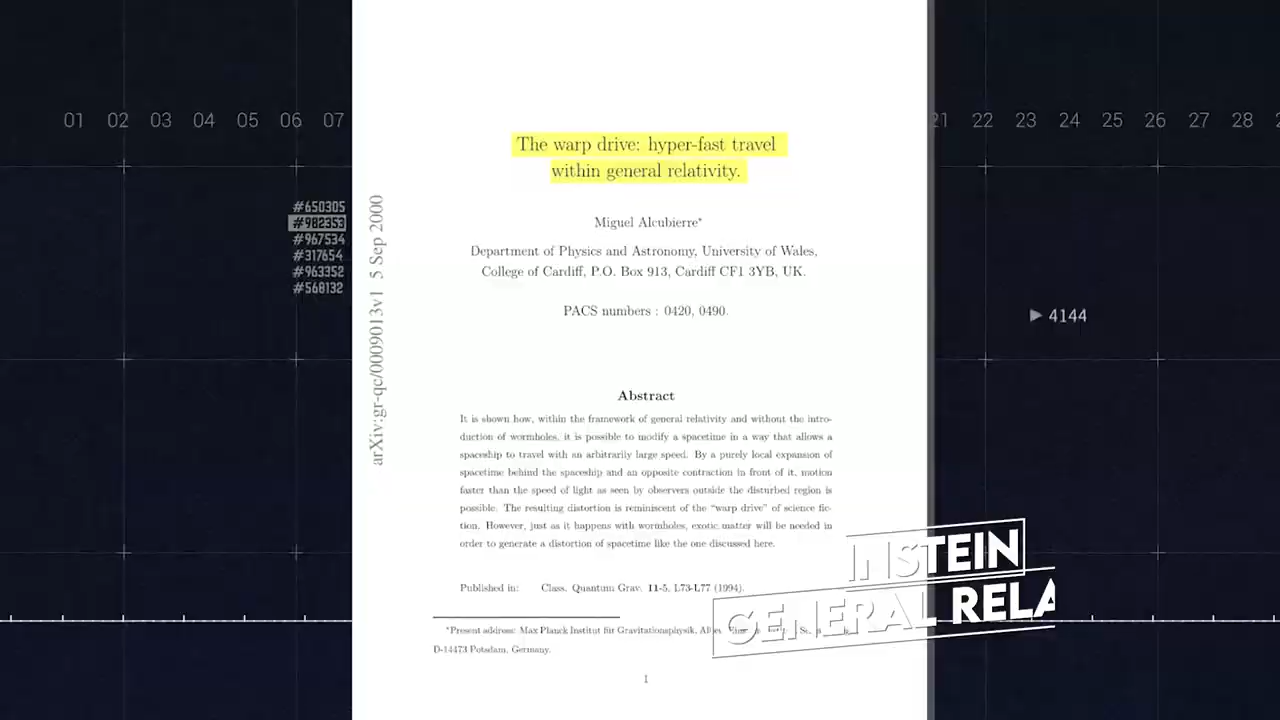 01 02 03 04 05 06 07
21 22 23 24 25 26 27 28
#650305
#982353
#967534
#317654
#963352
#560132
arXiv:gr-qc/0009013v1 5 Sep 2000
The warp drive: hyper-fast travel
within general relativity.
Miguel Alcubierre*
Department of Physics and Astronomy, University of Wales,
College of Cardiff, P.O. Box 913, Cardiff CF1 3YB, UK.
PACS numbers : 0420, 0490.
4144
Abstract
It is shown how, within the framework of general relativity and without the intro-
duction of wormholes, it is possible to modify a spacetime in a way that allows a
spaceship to travel with an arbitrarily large speed. By a purely local expansion of
spacetime behind the spaceship and an opposite contraction in front of it, motion
faster than the speed of light as seen by observers outside the disturbed region is
possible. The resulting distortion is reminiscent of the “warp drive” of science fic-
tion. However, just as it happens with wormholes, exotic matter will be needed in
order to generate a distortion of spacetime like the one discussed here.
Published in: Class. Quantum Grav. 11-5, L73-L77 (1994).
INSTEIN
GENERAL RELA
*Present address: Max Planck Institut für Gravitationsphysik,
D-14473 Potsdam, Germany.
1